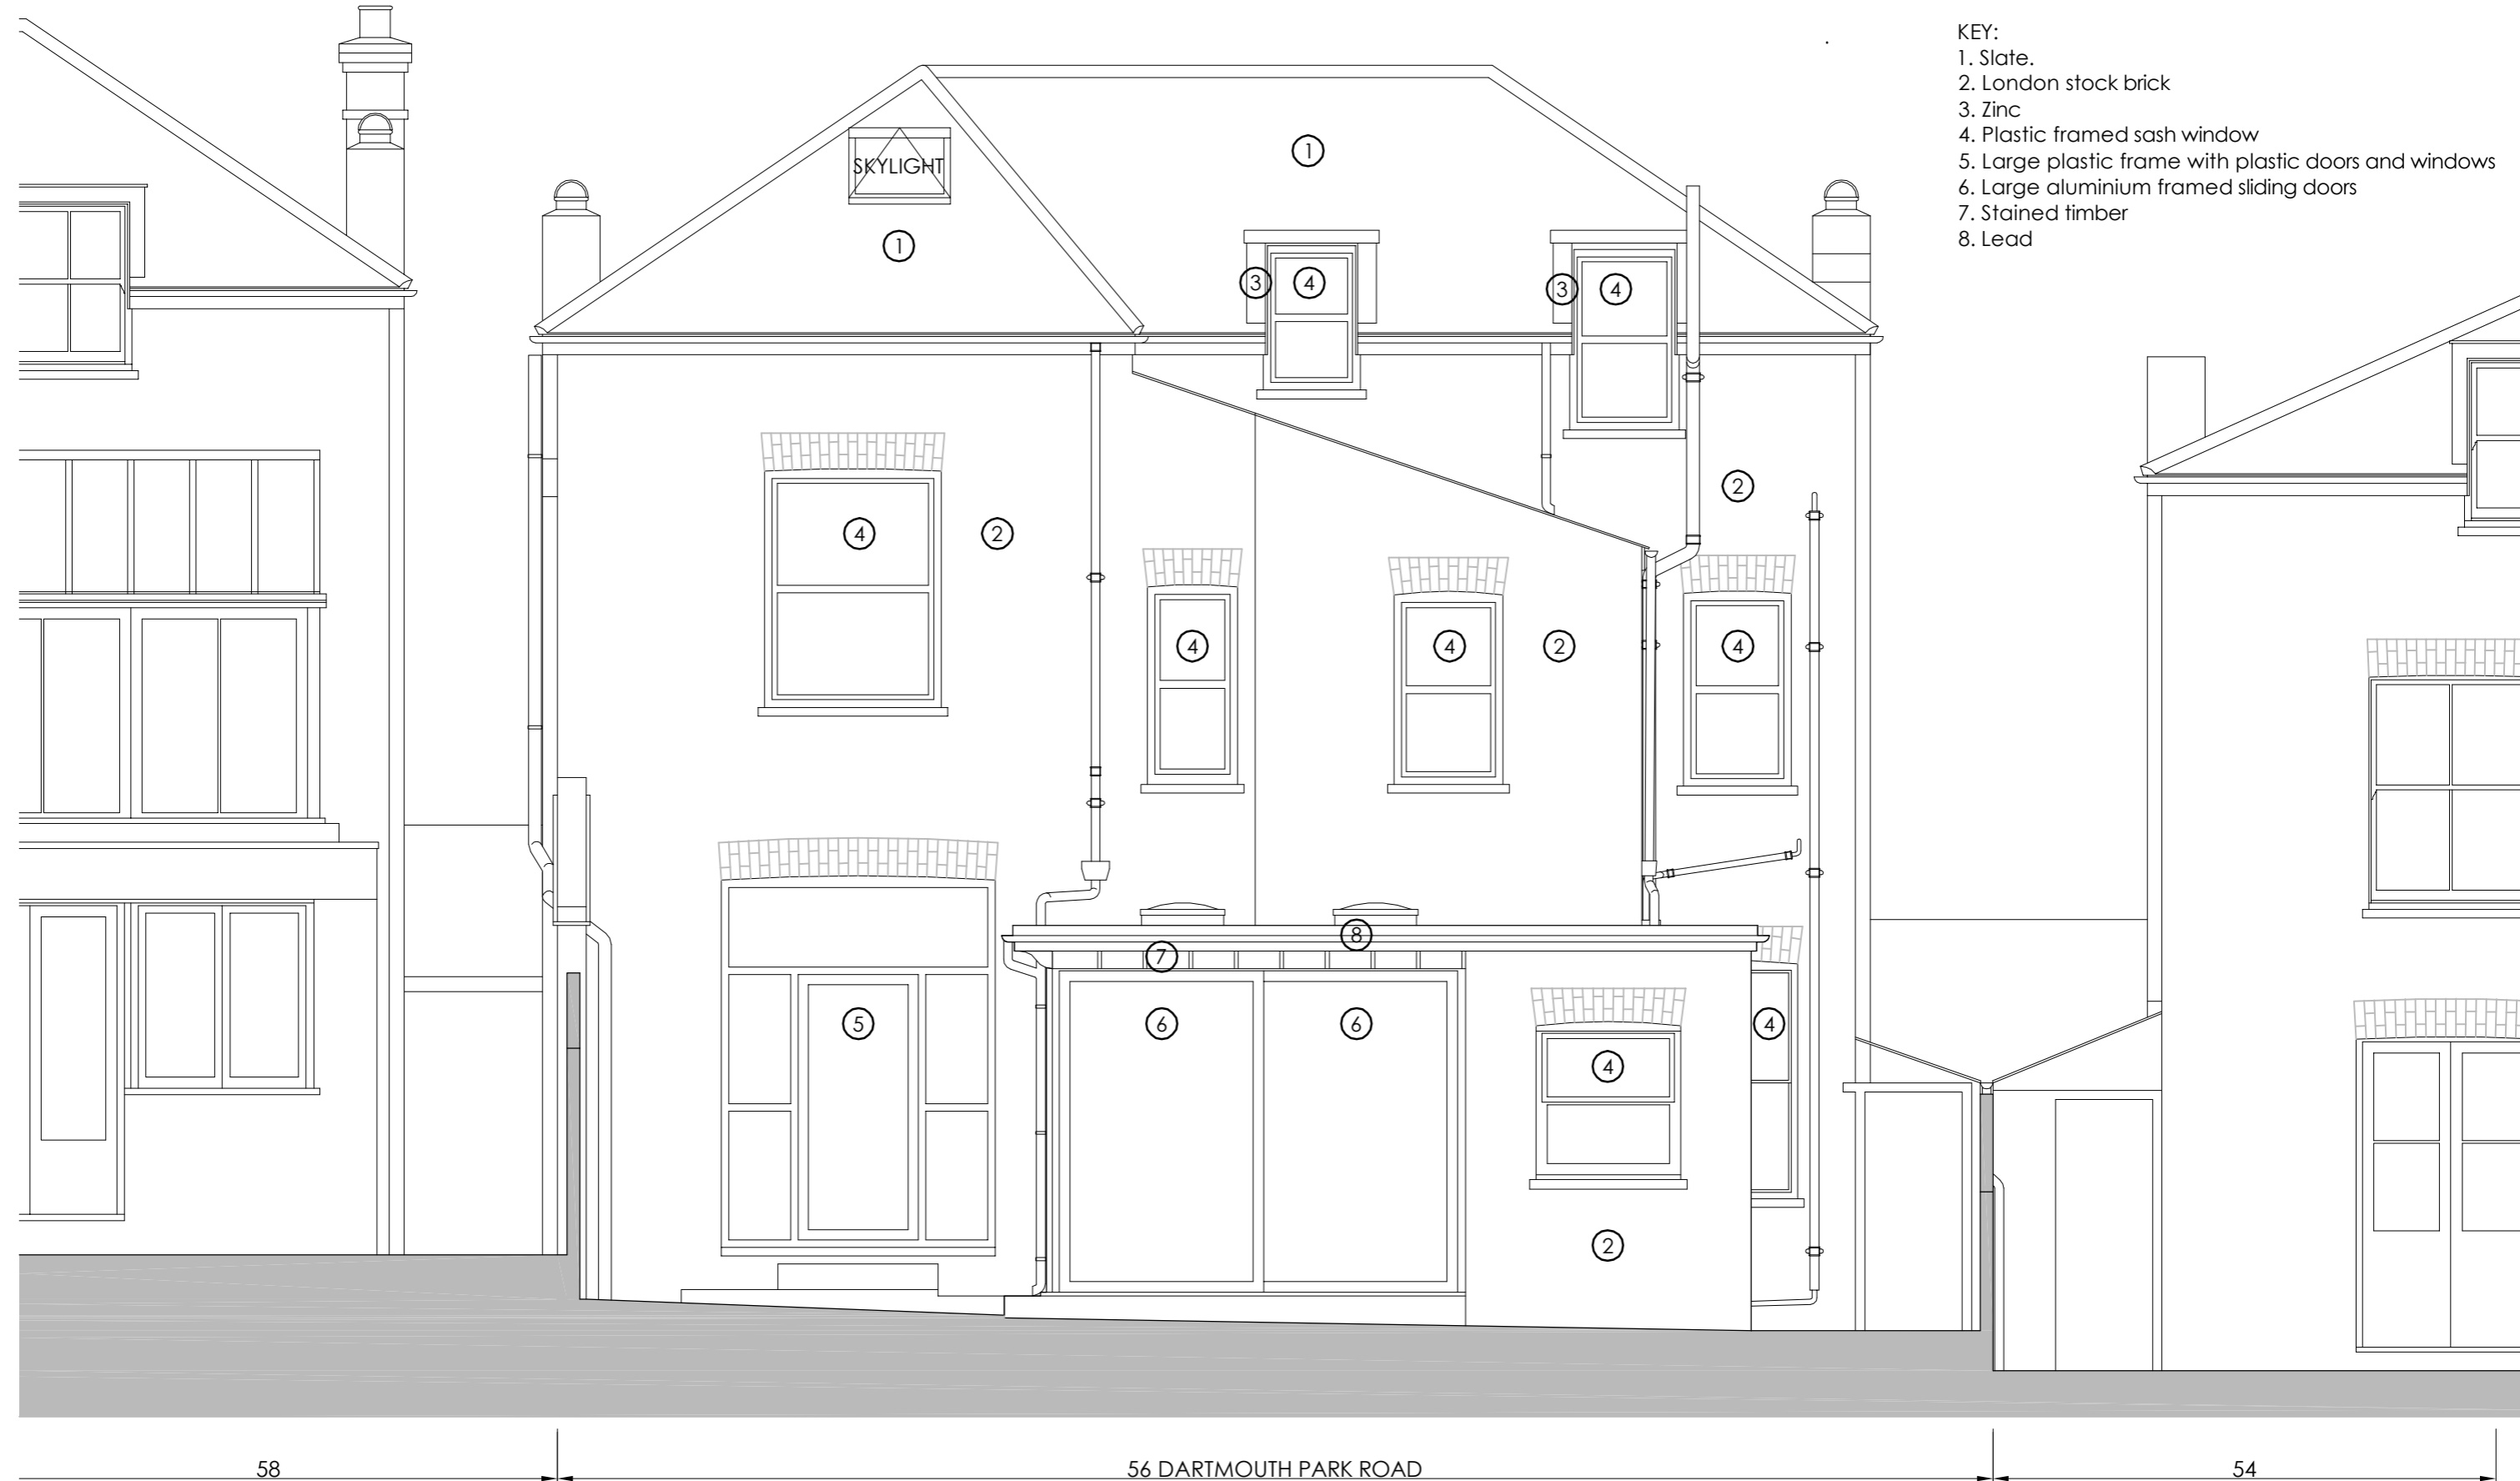 KEY:
1. Slate.
2. London stock brick
3. Zinc
4. Plastic framed sash window
5. Large plastic frame with plastic doors and windows
6. Large aluminium framed sliding doors
7. Stained timber
8. Lead
1
SKYLIGHT
1
3 4 3 4
2
4 2
4 4 2 4
8
7
5 6 6 4
4
2
58 56 DARTMOUTH PARK ROAD 54